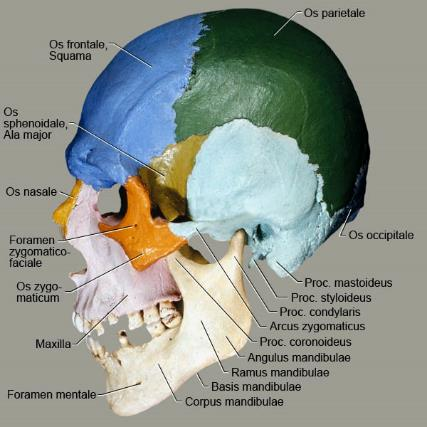 Os parietale
Os frontale,
Squama
Os
sphenoidale,
Ala major
Os nasale
Os occipitale
Foramen
zygomatico-
faciale
Proc. mastoideus
Os zygo-
maticum
Proc. styloideus
Proc. condylaris
Arcus zygomaticus
Maxilla
Proc. coronoideus
Angulus mandibulae
Ramus mandibulae
Foramen mentale
Basis mandibulae
Corpus mandibulae